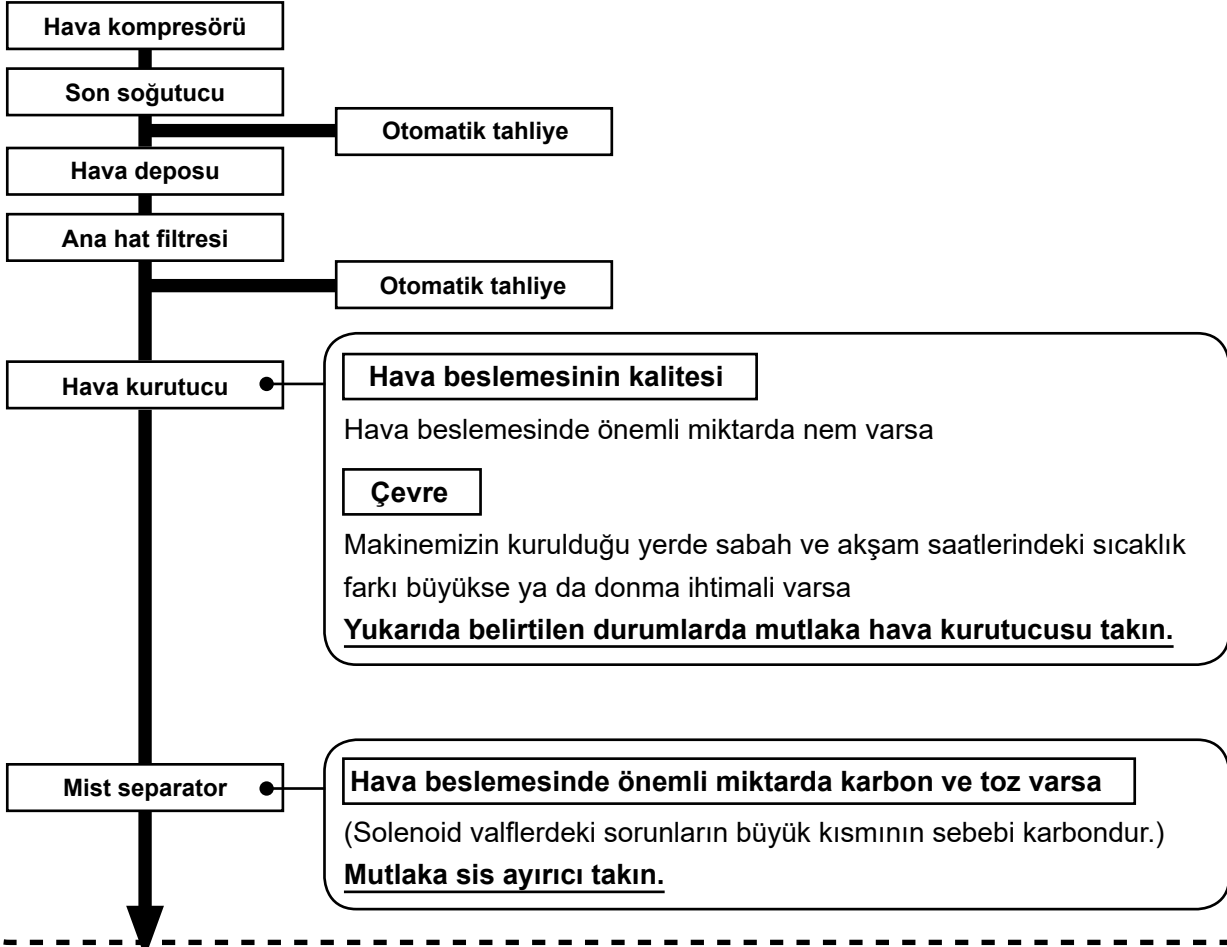 Hava kompresörü
Son soğutucu
Otomatik tahliye
Hava deposu
Ana hat filtresi
Otomatik tahliye
Hava kurutucu
Hava beslemesinin kalitesi
Hava beslemesinde önemli miktarda nem varsa
Çevre
Makinemizin kurulduğu yerde sabah ve akşam saatlerindeki sıcaklık
farkı büyükse ya da donma ihtimali varsa
Yukarıda belirtilen durumlarda mutlaka hava kurutucusu takın.
Mist separator
Hava beslemesinde önemli miktarda karbon ve toz varsa
(Solenoid valflerdeki sorunların büyük kısmının sebebi karbondur.)
Mutlaka sis ayırıcı takın.